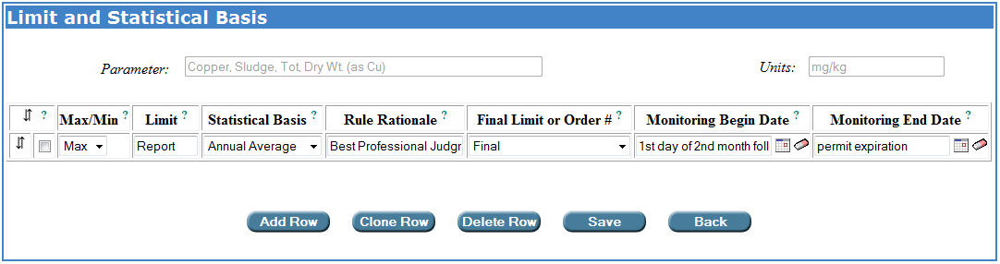 Limit and Statistical Basis
Parameter: Copper, Sludge, Tot, Dry Wt. (as Cu) Units: mg/kg
? Max/Min ? Limit ? Statistical Basis ? Rule Rationale ? Final Limit or Order # ? Monitoring Begin Date ? Monitoring End Date ?
Max Report Annual Average Best Professional Judgr Final 1st day of 2nd month foll permit expiration
Add Row Clone Row Delete Row Save Back